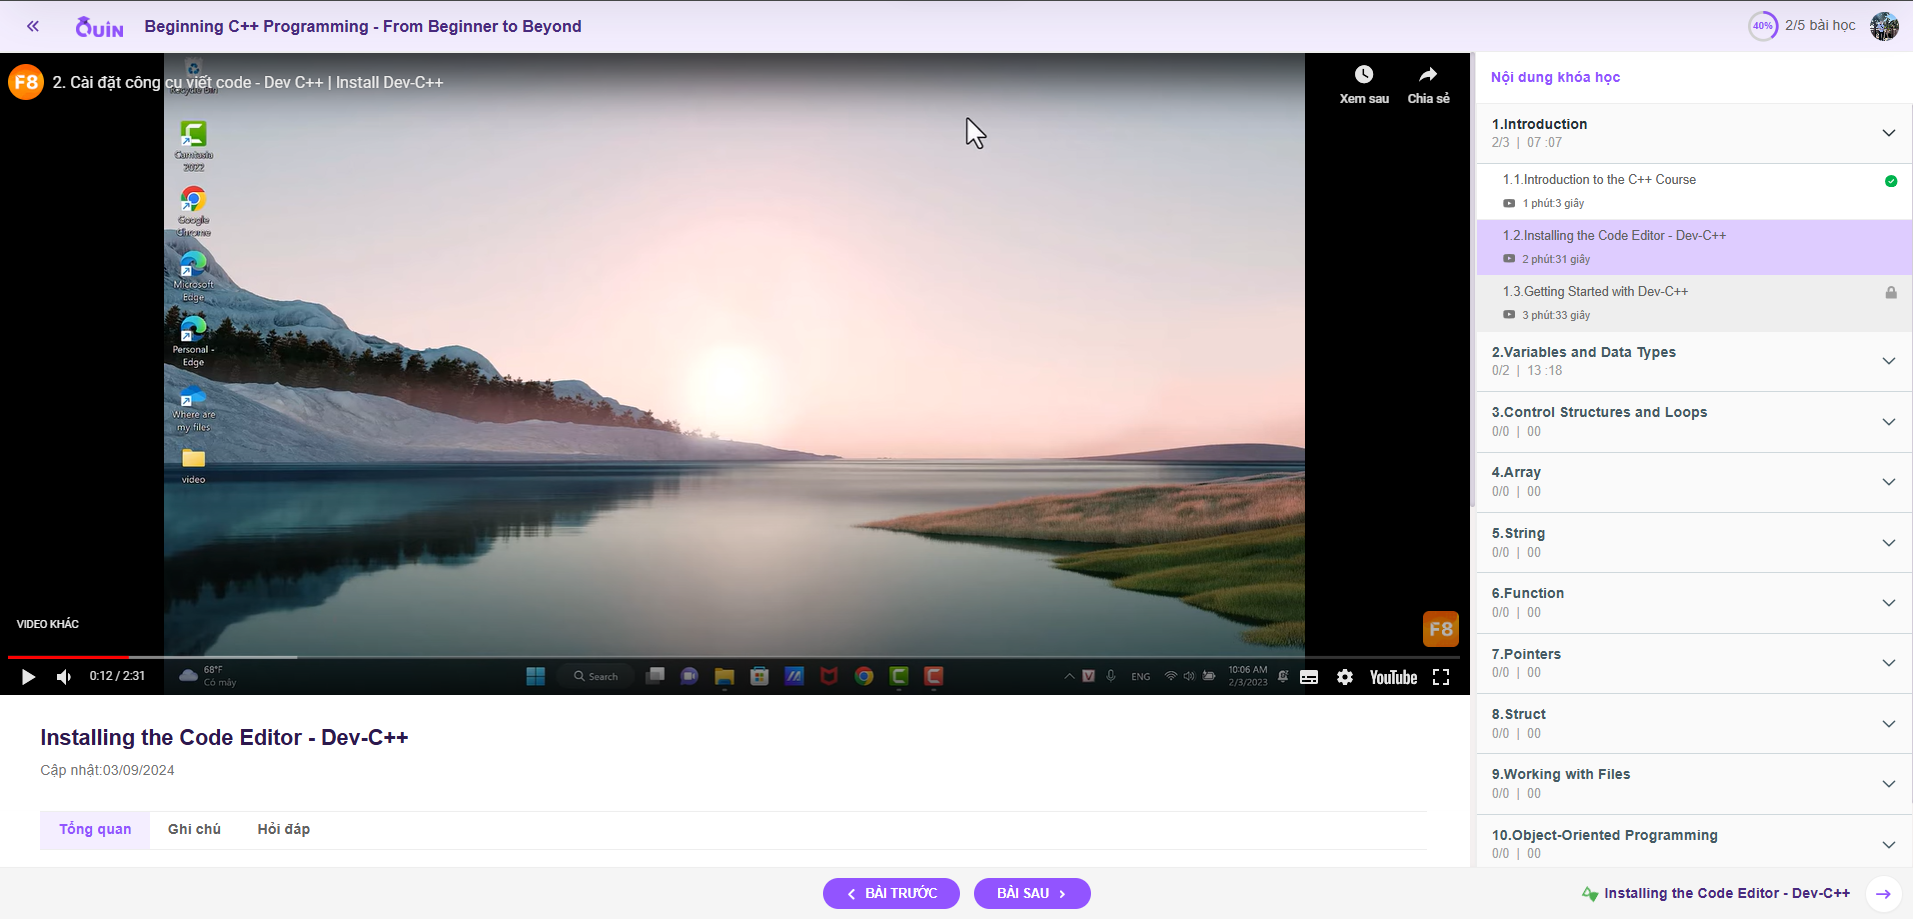 QUIN
Beginning C++ Programming - From Beginner to Beyond
40%
2/5 bài học
F8
2. Cài đặt công cụ viết code - Dev C++ | Install Dev-C++
Recycle Bin
Xem sau
Chia sẻ
Camtasia
2022
Google
Chrome
Microsoft
Edge
Personal -
Edge
Where are
my files
video
VIDEO KHÁC
F8
0:12 / 2:31
68°F
Có mây
Search
ENG
10:06 AM
2/3/2023
YouTube
Installing the Code Editor - Dev-C++
Cập nhật:03/09/2024
Tổng quan
Ghi chú
Hỏi đáp
Nội dung khóa học
1.Introduction
2/3 | 07 :07
1.1.Introduction to the C++ Course
1 phút:3 giây
1.2.Installing the Code Editor - Dev-C++
2 phút:31 giây
1.3.Getting Started with Dev-C++
3 phút:33 giây
2.Variables and Data Types
0/2 | 13 :18
3.Control Structures and Loops
0/0 | 00
4.Array
0/0 | 00
5.String
0/0 | 00
6.Function
0/0 | 00
7.Pointers
0/0 | 00
8.Struct
0/0 | 00
9.Working with Files
0/0 | 00
10.Object-Oriented Programming
0/0 | 00
BÀI TRƯỚC
BÀI SAU
Installing the Code Editor - Dev-C++